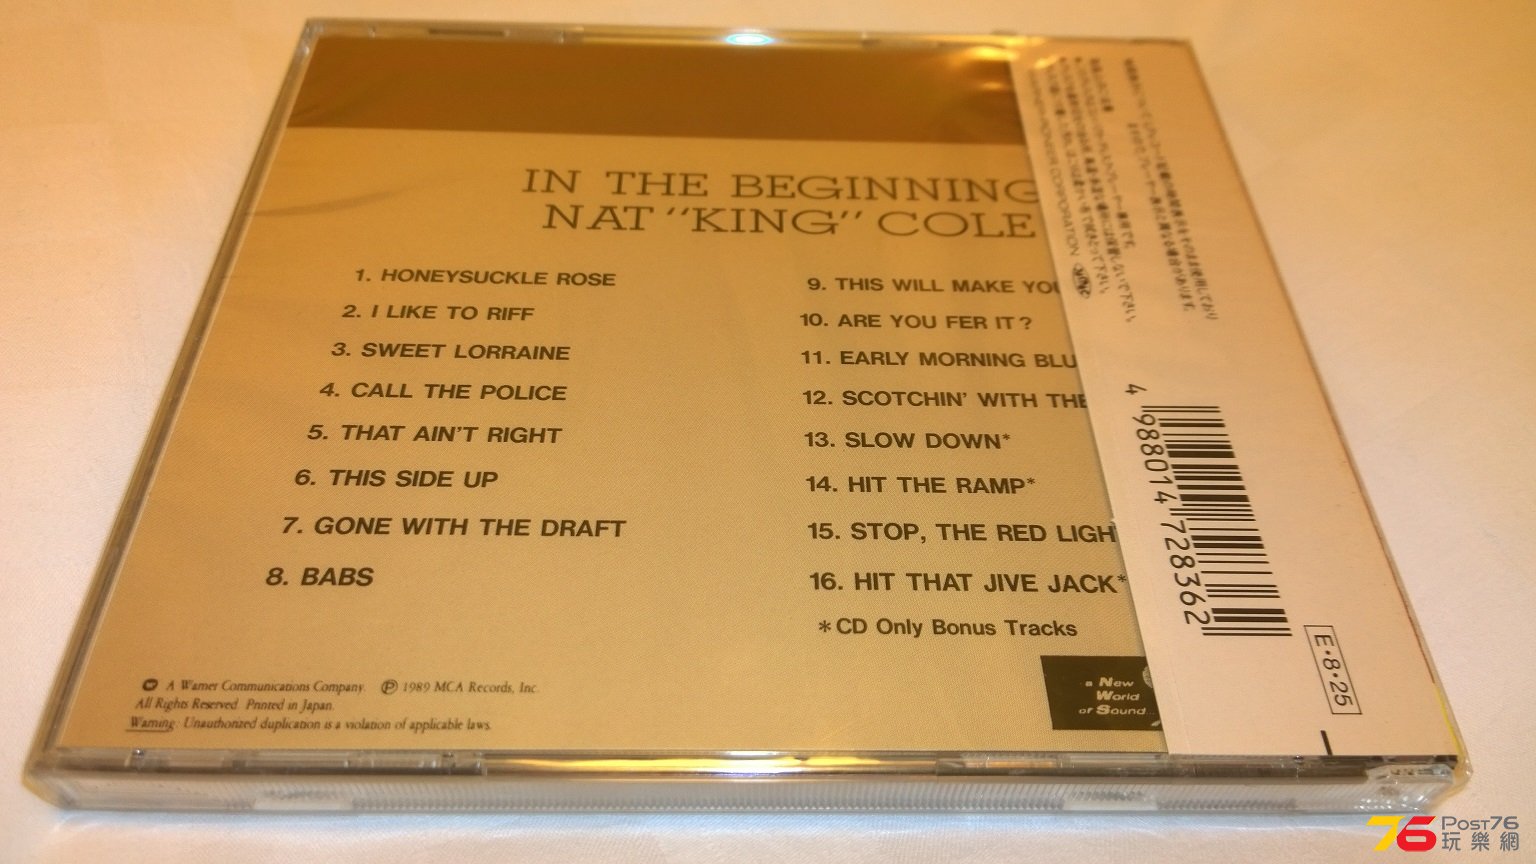 IN THE BEGINNING
NAT "KING" COLE
1. HONEYSUCKLE ROSE
2. I LIKE TO RIFF
3. SWEET LORRAINE
4. CALL THE POLICE
5. THAT AIN'T RIGHT
6. THIS SIDE UP
7. GONE WITH THE DRAFT
8. BABS
9. THIS WILL MAKE YOU
10. ARE YOU FER IT?
11. EARLY MORNING BLU
12. SCOTCHIN' WITH THE
13. SLOW DOWN*
14. HIT THE RAMP*
15. STOP, THE RED LIGH
16. HIT THAT JIVE JACK*
*CD Only Bonus Tracks
A Warner Communications Company. ℗ 1989 MCA Records, Inc.
All Rights Reserved. Printed in Japan.
Warning: Unauthorized duplication is a violation of applicable laws.
a New
World
of Sound
CORPORATION
4 988014 728362
E·8·25
76 POST76
玩樂網